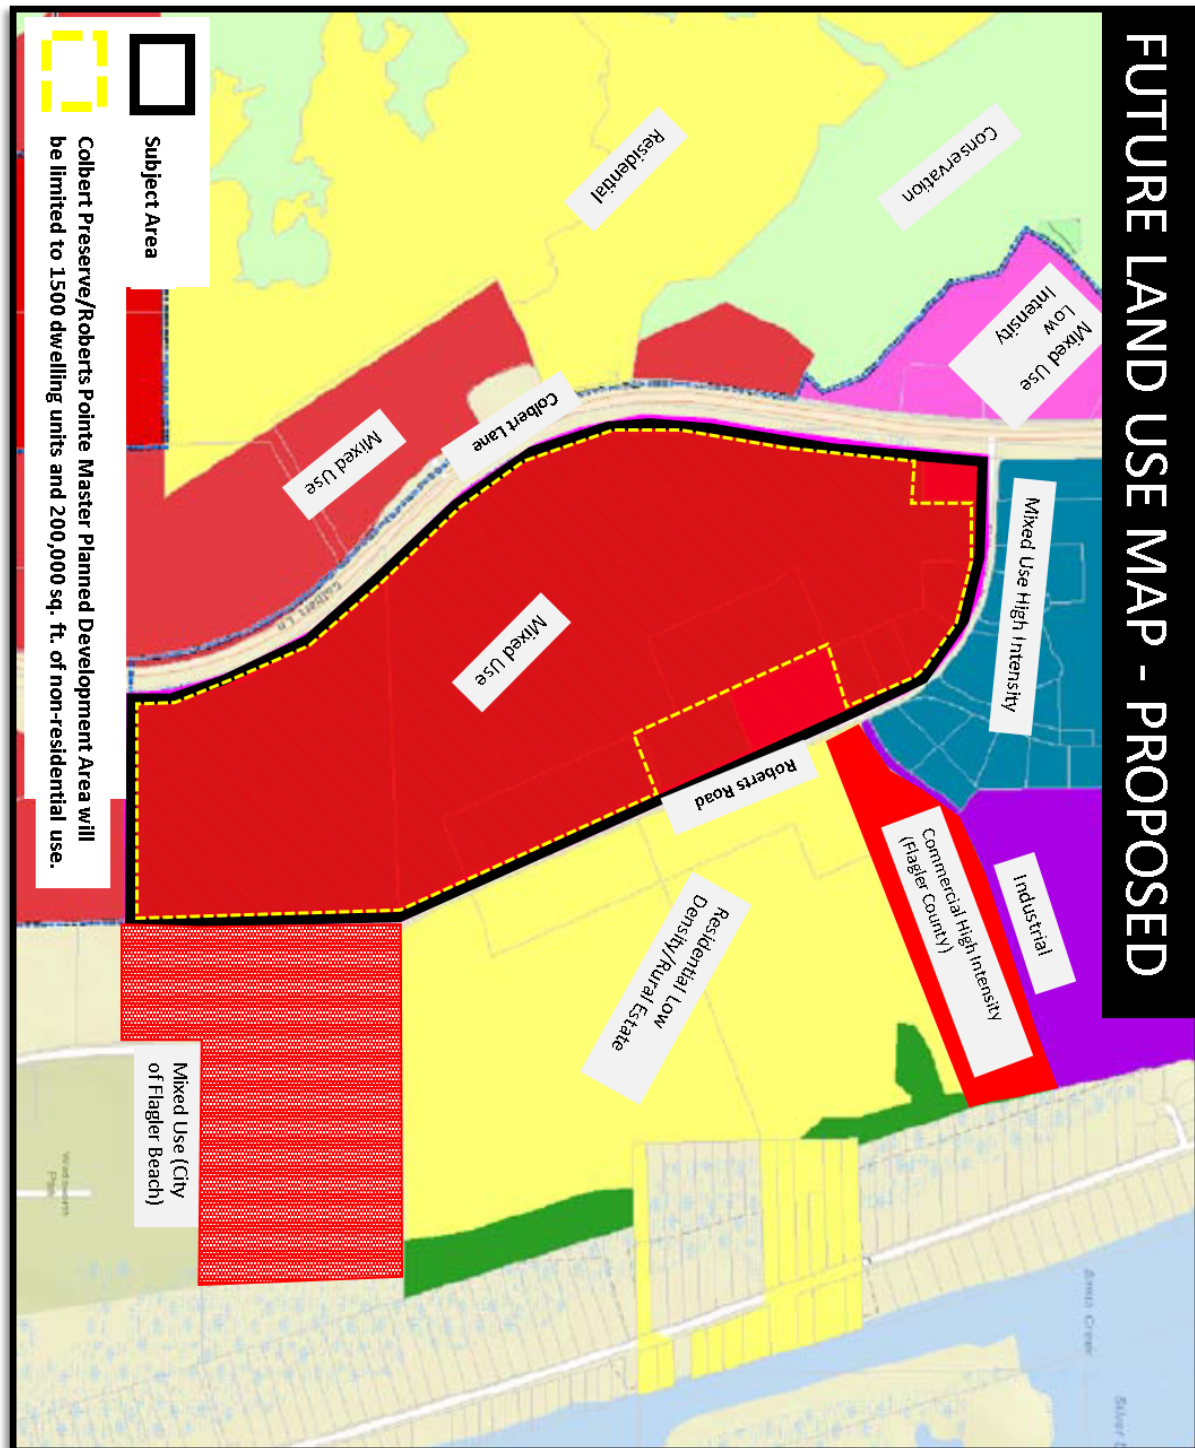 FUTURE LAND USE MAP - PROPOSED
Conservation
Residential
Mixed Use
Low
Intensity
Mixed Use High Intensity
Industrial
Commercial High Intensity
(Flagler County)
Colbert Lane
Mixed Use
Colbert Ln
Mixed Use
Roberts Road
Residential Low
Density/Rural Estate
Mixed Use (City
of Flagler Beach)
Subject Area
Colbert Preserve/Roberts Pointe Master Planned Development Area will
be limited to 1500 dwelling units and 200,000 sq. ft. of non-residential use.